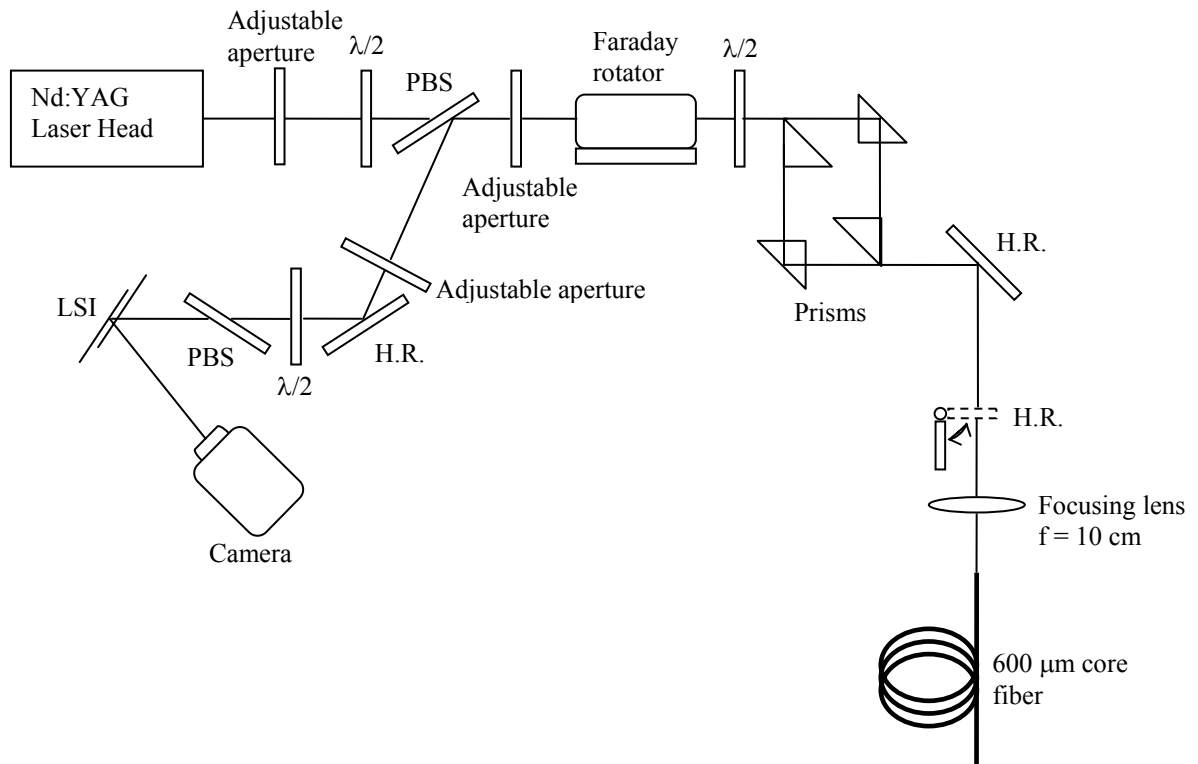 Adjustable
aperture
λ/2
Faraday
rotator
λ/2
PBS
Nd:YAG
Laser Head
Adjustable
aperture
H.R.
Adjustable aperture
LSI
Prisms
PBS
H.R.
λ/2
H.R.
Focusing lens
f = 10 cm
Camera
600 μm core
fiber